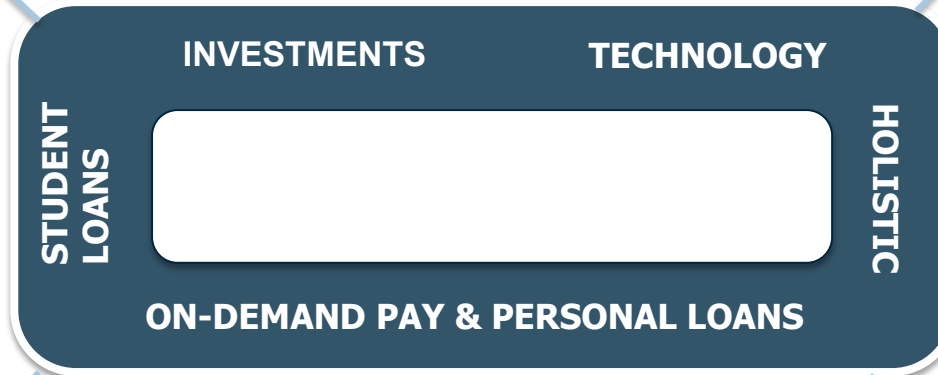 INVESTMENTS
TECHNOLOGY
STUDENT
LOANS
HOLISTIC
ON-DEMAND PAY & PERSONAL LOANS